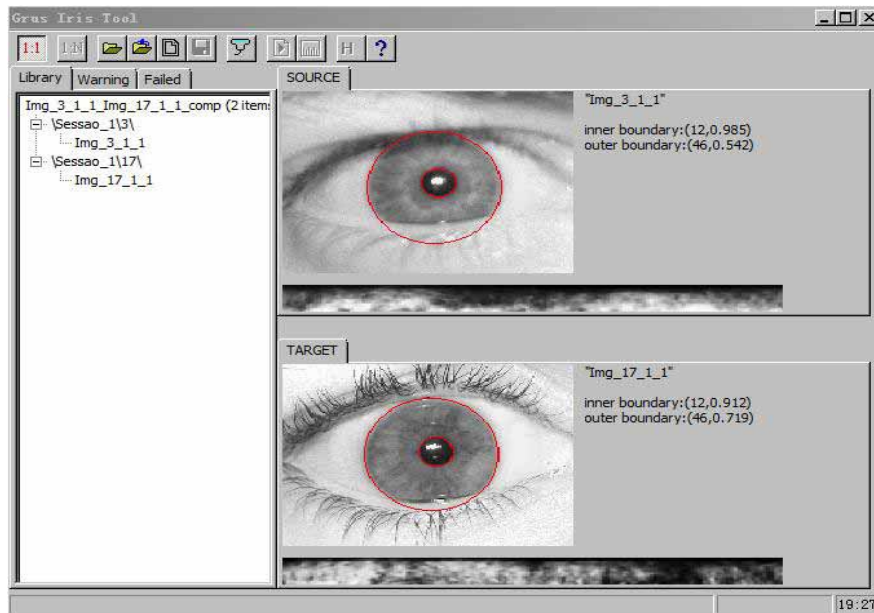 Grus Iris Tool
1:1 1:N H ?
Library Warning Failed
Img_3_1_1_Img_17_1_1_comp (2 items
\Sessao_1\3\
Img_3_1_1
\Sessao_1\17\
Img_17_1_1
SOURCE
"Img_3_1_1"
inner boundary:(12,0.985)
outer boundary:(46,0.542)
TARGET
"Img_17_1_1"
inner boundary:(12,0.912)
outer boundary:(46,0.719)
19:27